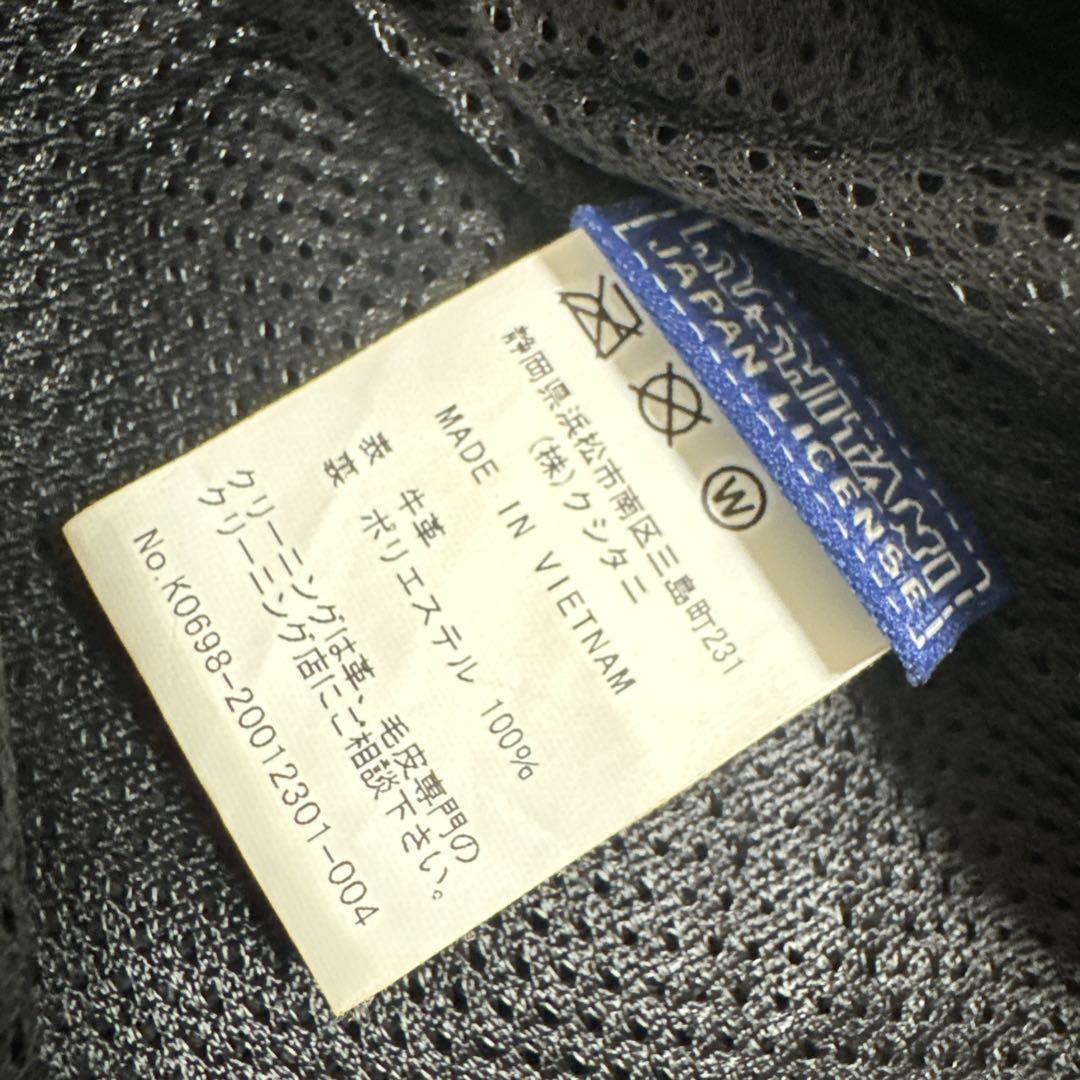 KUSHITANI
JAPAN LICENSE
W
静岡県浜松市南区三島町231
(株)クシタニ
MADE IN VIETNAM
表 牛革
裏 ポリエステル 100%
クリーニングは革、毛皮専門の
クリーニング店にご相談下さい。
No.K0698-20012301-004